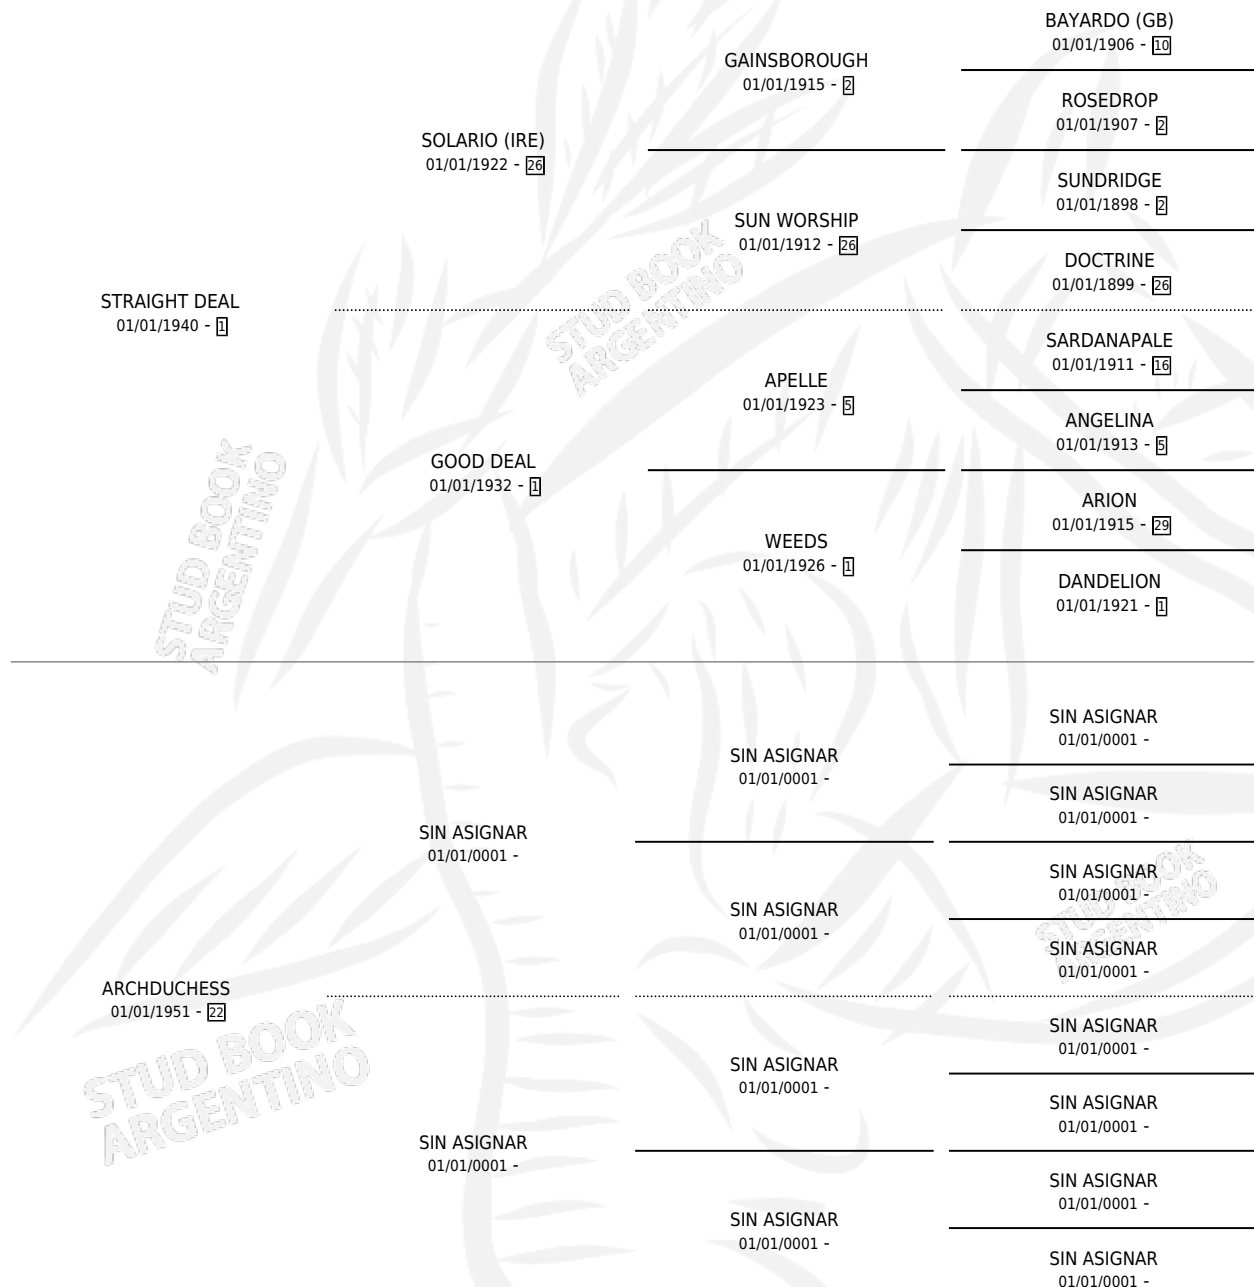 BAYARDO (GB)
01/01/1906 - 10
GAINSBOROUGH
01/01/1915 - 2
ROSEDROP
01/01/1907 - 2
SOLARIO (IRE)
01/01/1922 - 26
SUNDRIDGE
01/01/1898 - 2
SUN WORSHIP
01/01/1912 - 26
DOCTRINE
01/01/1899 - 26
STRAIGHT DEAL
01/01/1940 - 1
SARDANAPALE
01/01/1911 - 16
APELLE
01/01/1923 - 5
ANGELINA
01/01/1913 - 5
GOOD DEAL
01/01/1932 - 1
ARION
01/01/1915 - 29
WEEDS
01/01/1926 - 1
DANDELION
01/01/1921 - 1
SIN ASIGNAR
01/01/0001 -
SIN ASIGNAR
01/01/0001 -
SIN ASIGNAR
01/01/0001 -
SIN ASIGNAR
01/01/0001 -
SIN ASIGNAR
01/01/0001 -
SIN ASIGNAR
01/01/0001 -
SIN ASIGNAR
01/01/0001 -
ARCHDUCHESS
01/01/1951 - 22
SIN ASIGNAR
01/01/0001 -
SIN ASIGNAR
01/01/0001 -
SIN ASIGNAR
01/01/0001 -
SIN ASIGNAR
01/01/0001 -
SIN ASIGNAR
01/01/0001 -
SIN ASIGNAR
01/01/0001 -
SIN ASIGNAR
01/01/0001 -
STUD BOOK
ARGENTINO
STUD BOOK
ARGENTINO
STUD BOOK
ARGENTINO
STUD BOOK
ARGENTINO